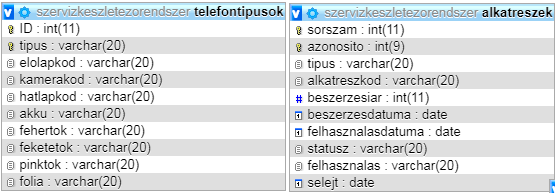 szervizkeszletezorendszer telefontipusok
ID : int(11)
tipus : varchar(20)
elolapkod : varchar(20)
kamerakod : varchar(20)
hatlapkod : varchar(20)
akku : varchar(20)
fehertok : varchar(20)
feketetok : varchar(20)
pinktok : varchar(20)
folia : varchar(20)
szervizkeszletezorendszer alkatreszek
sorszam : int(11)
azonosito : int(9)
tipus : varchar(20)
alkatreszkod : varchar(20)
# beszerzesiar : int(11)
beszerzesdatuma : date
felhasznalasdatuma : date
statusz : varchar(20)
felhasznalas : varchar(20)
selejt : date